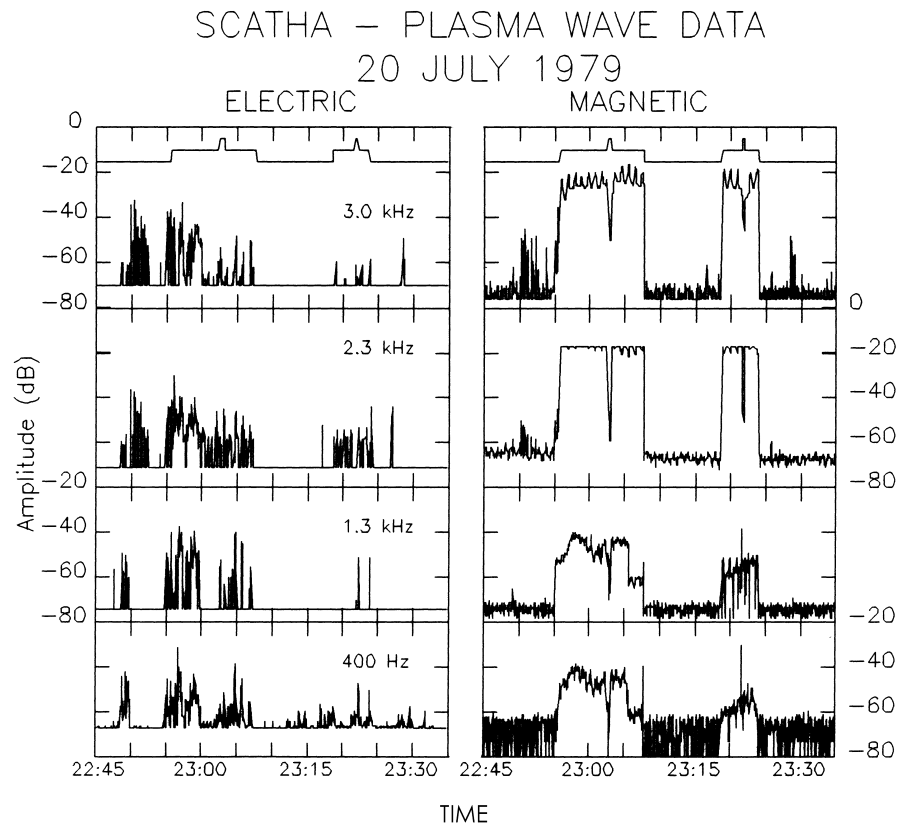 SCATHA – PLASMA WAVE DATA
20 JULY 1979
ELECTRIC MAGNETIC
0
−20
−40
3.0 kHz
−60
−80 0
2.3 kHz −20
−40
−60
−20 −80
1.3 kHz
−40
−60
−80 −20
400 Hz −40
−60
−80
Amplitude (dB)
22:45 23:00 23:15 23:30 22:45 23:00 23:15 23:30
TIME